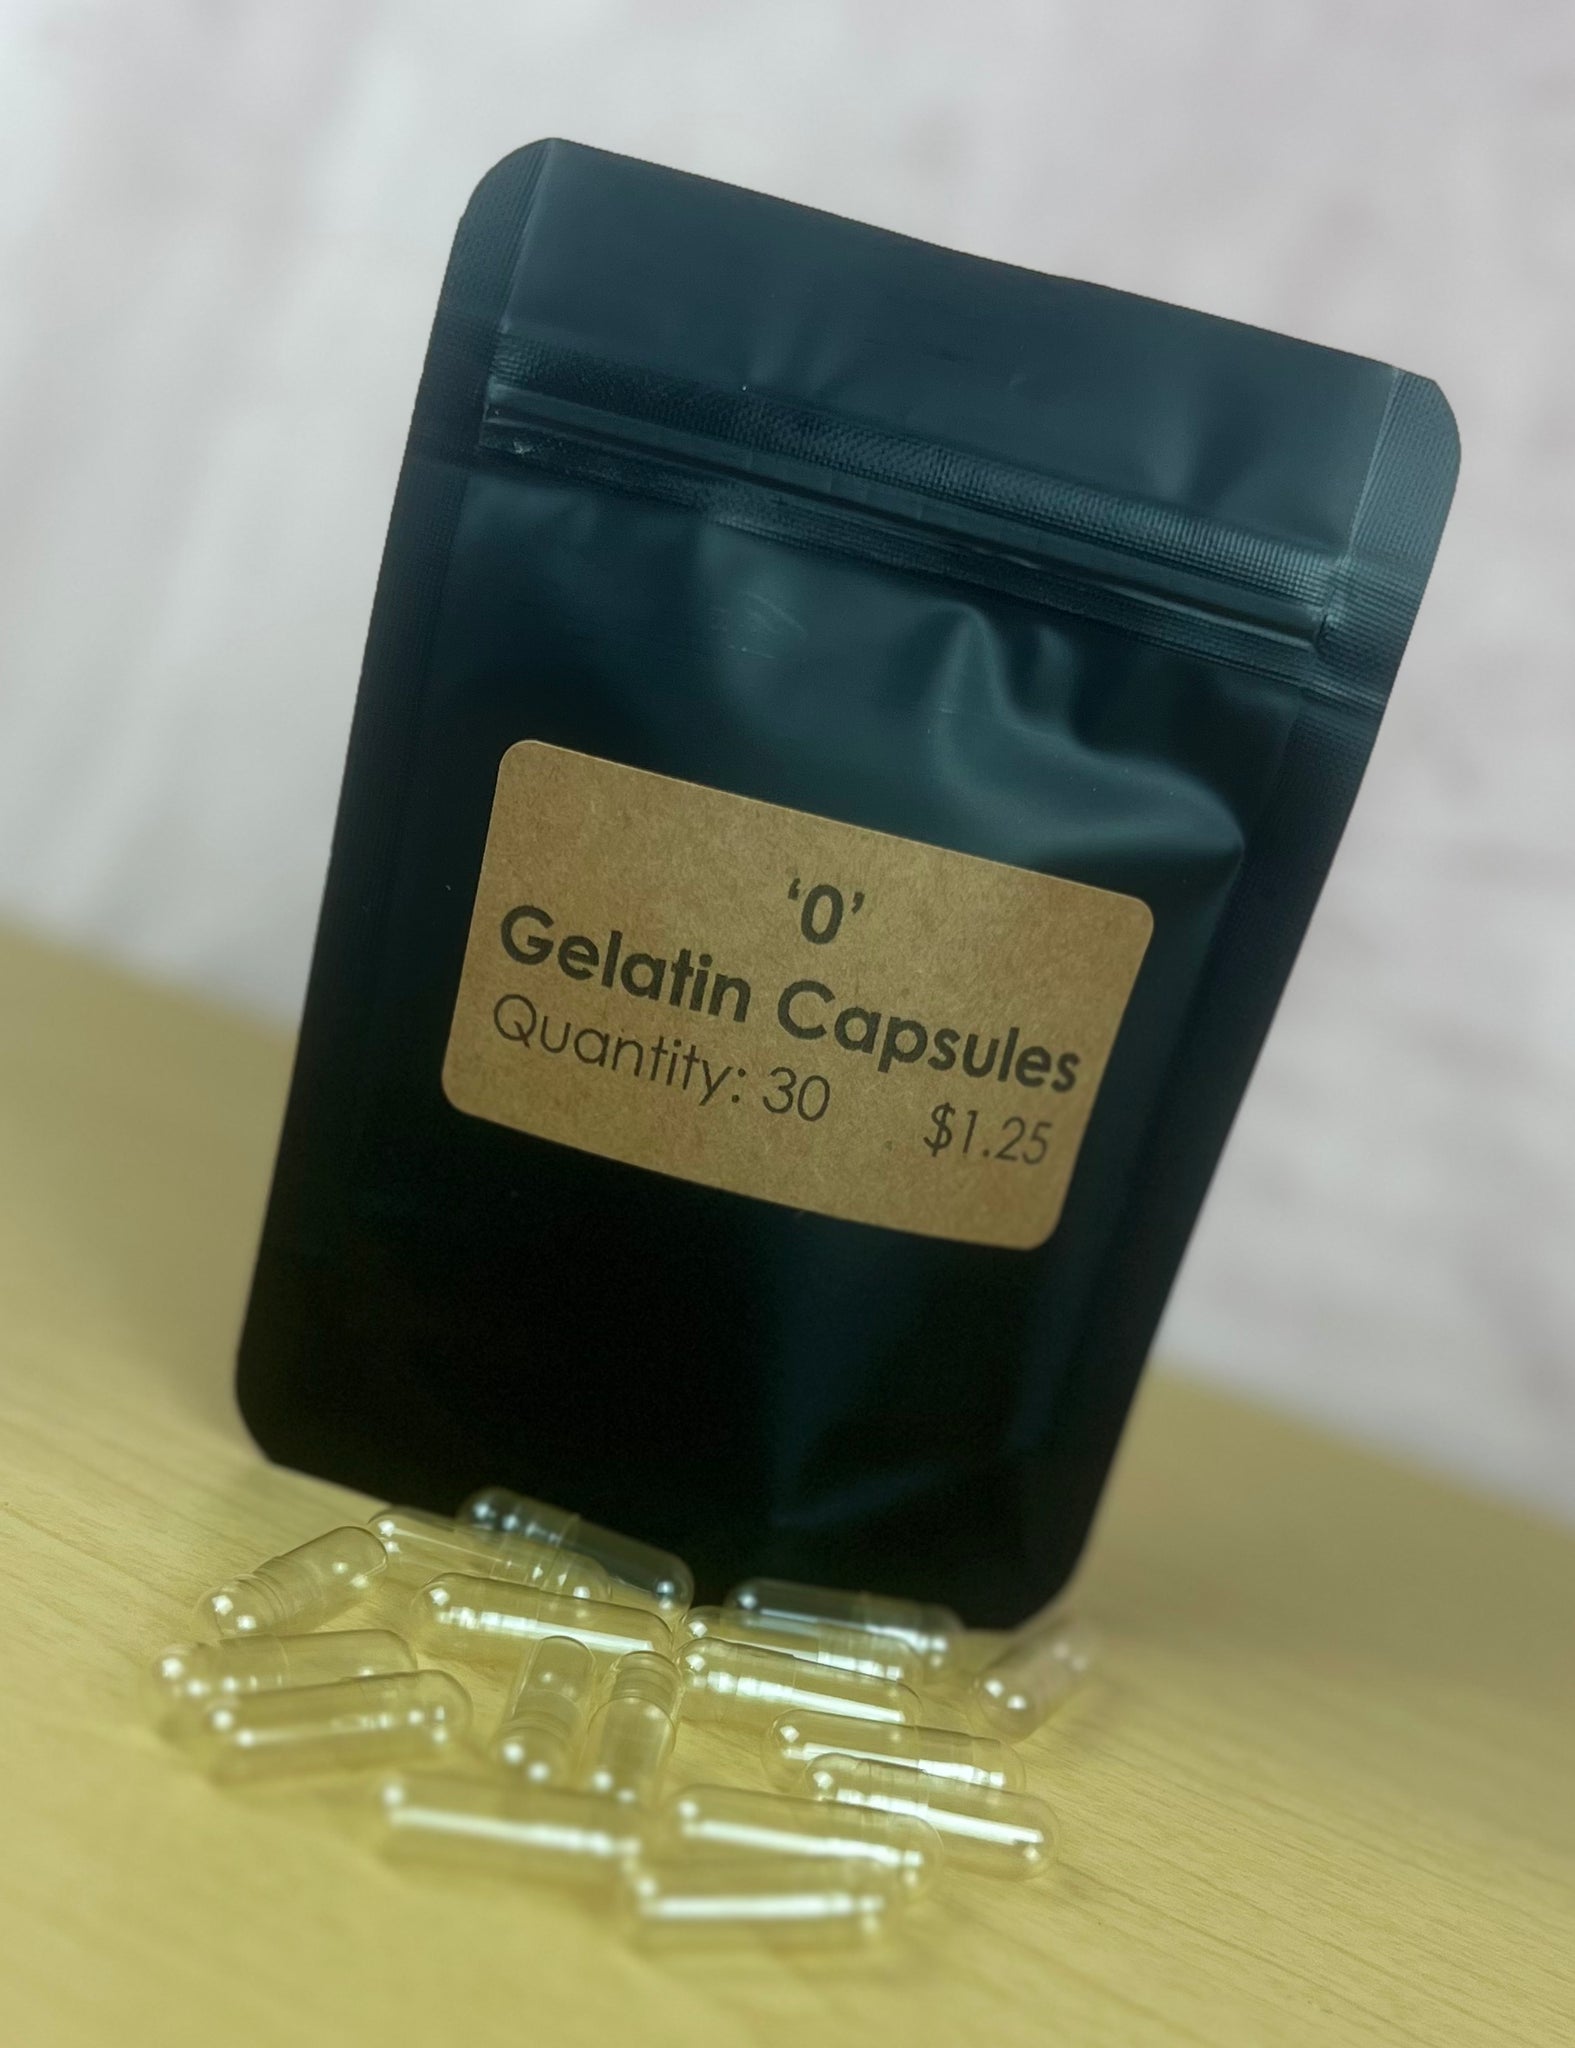 ‘0’
Gelatin Capsules
Quantity: 30
$1.25